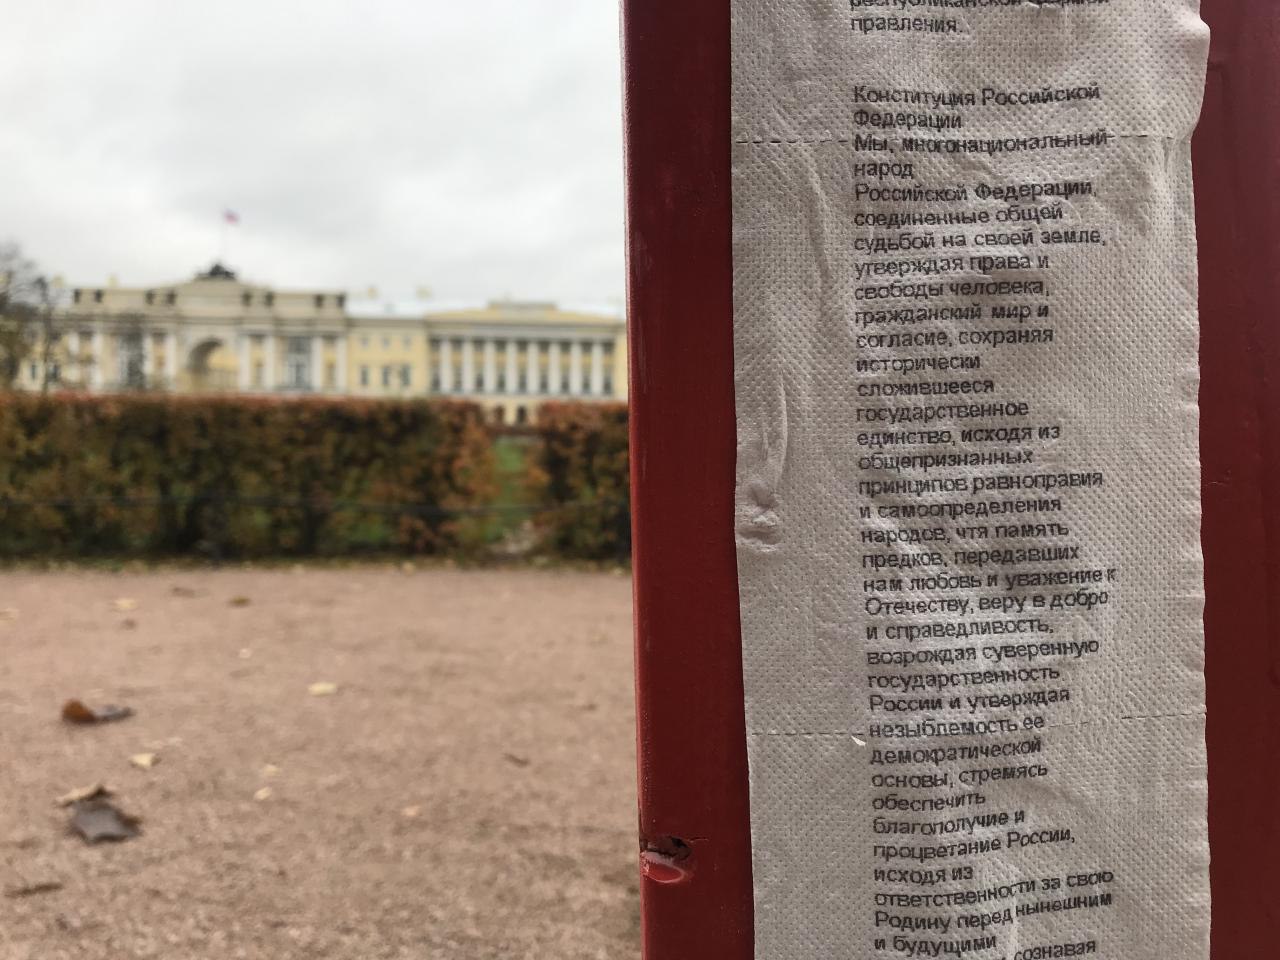 республиканской формой
правления.
Конституция Российской
Федерации
Мы, многонациональный
народ
Российской Федерации,
соединенные общей
судьбой на своей земле,
утверждая права и
свободы человека,
гражданский мир и
согласие, сохраняя
исторически
сложившееся
государственное
единство, исходя из
общепризнанных
принципов равноправия
и самоопределения
народов, чтя память
предков, передавших
нам любовь и уважение к
Отечеству, веру в добро
и справедливость,
возрождая суверенную
государственность
России и утверждая
незыблемость ее
демократической
основы, стремясь
обеспечить
благополучие и
процветание России,
исходя из
ответственности за свою
Родину перед нынешним
и будущими
сознавая